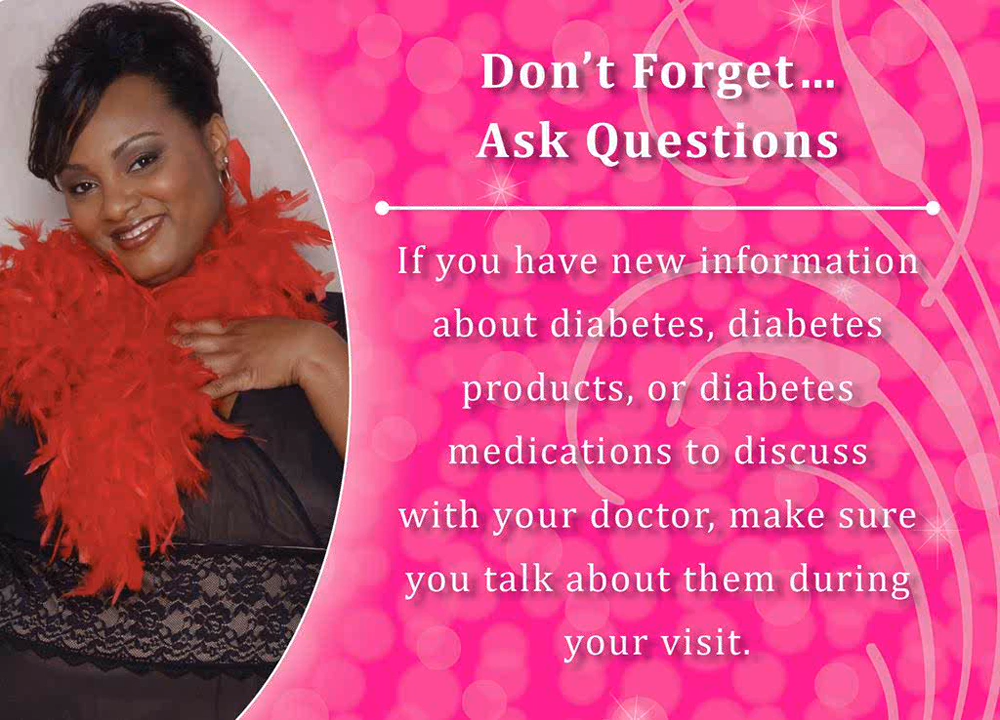 Don’t Forget…
Ask Questions
If you have new information
about diabetes, diabetes
products, or diabetes
medications to discuss
with your doctor, make sure
you talk about them during
your visit.